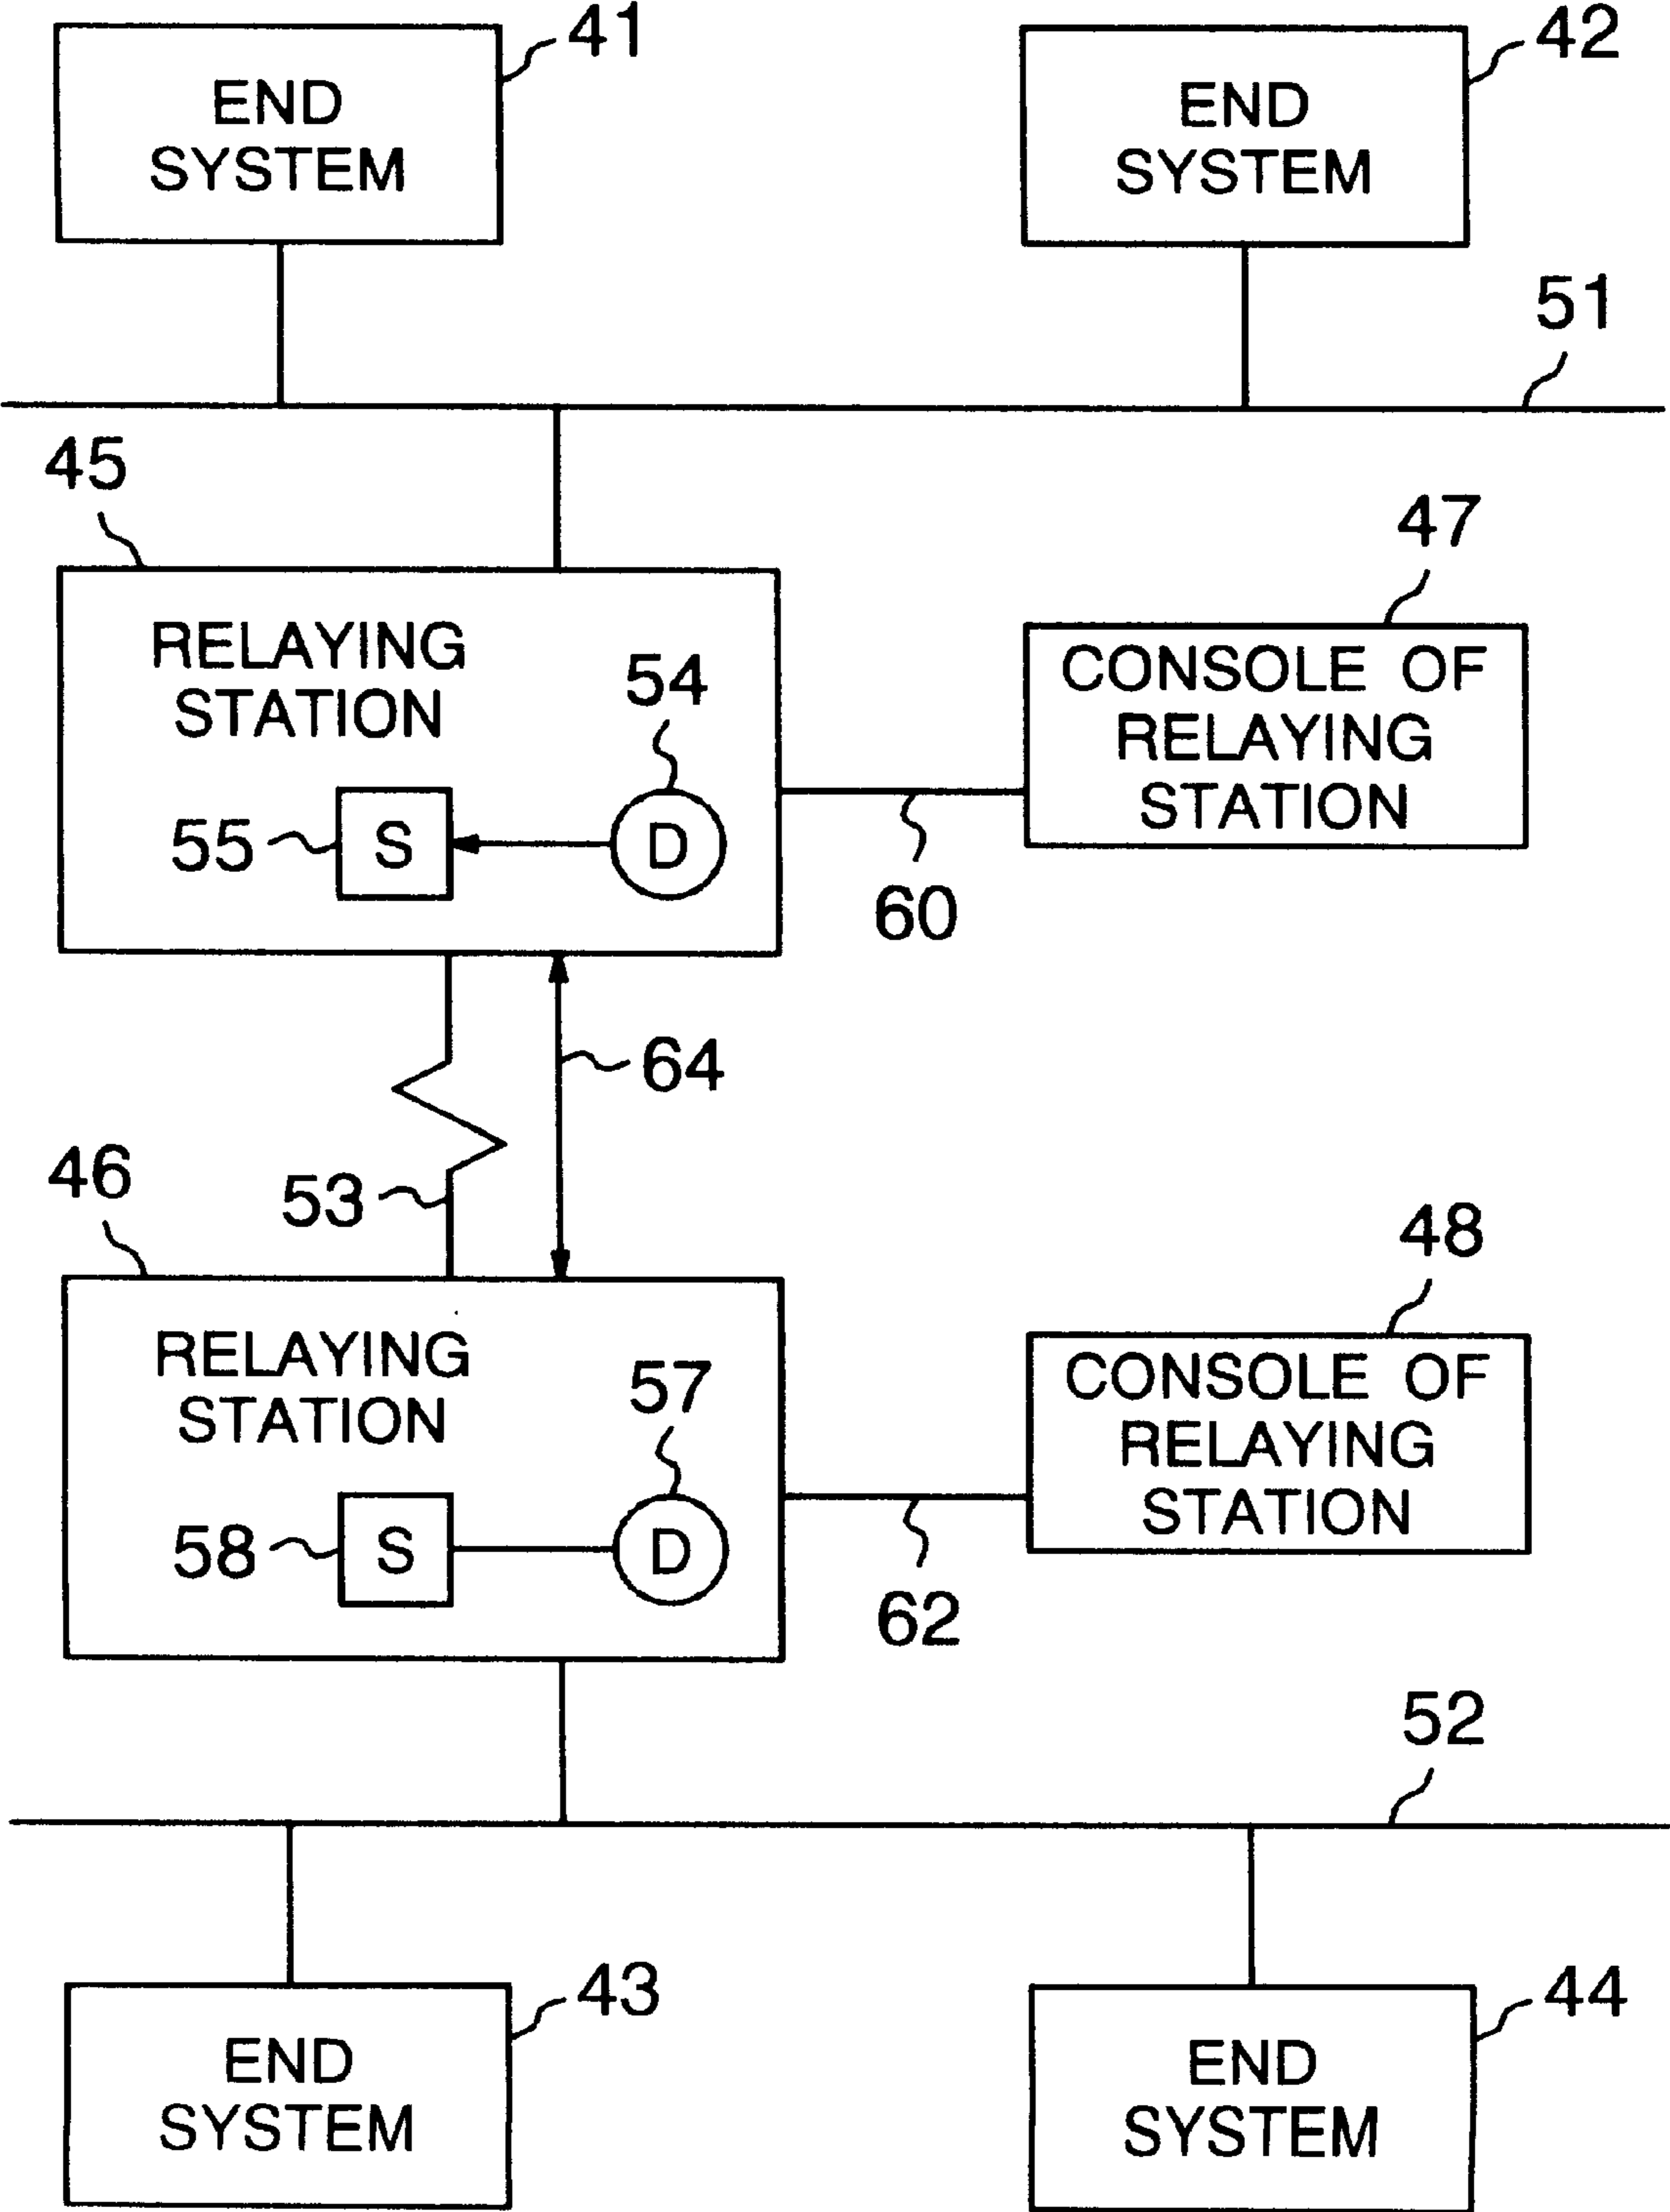 41
END
SYSTEM
42
END
SYSTEM
51
45
RELAYING
STATION
54
55
S
D
47
CONSOLE OF
RELAYING
STATION
60
64
53
46
RELAYING
STATION
57
58
S
D
48
CONSOLE OF
RELAYING
STATION
62
52
43
END
SYSTEM
44
END
SYSTEM